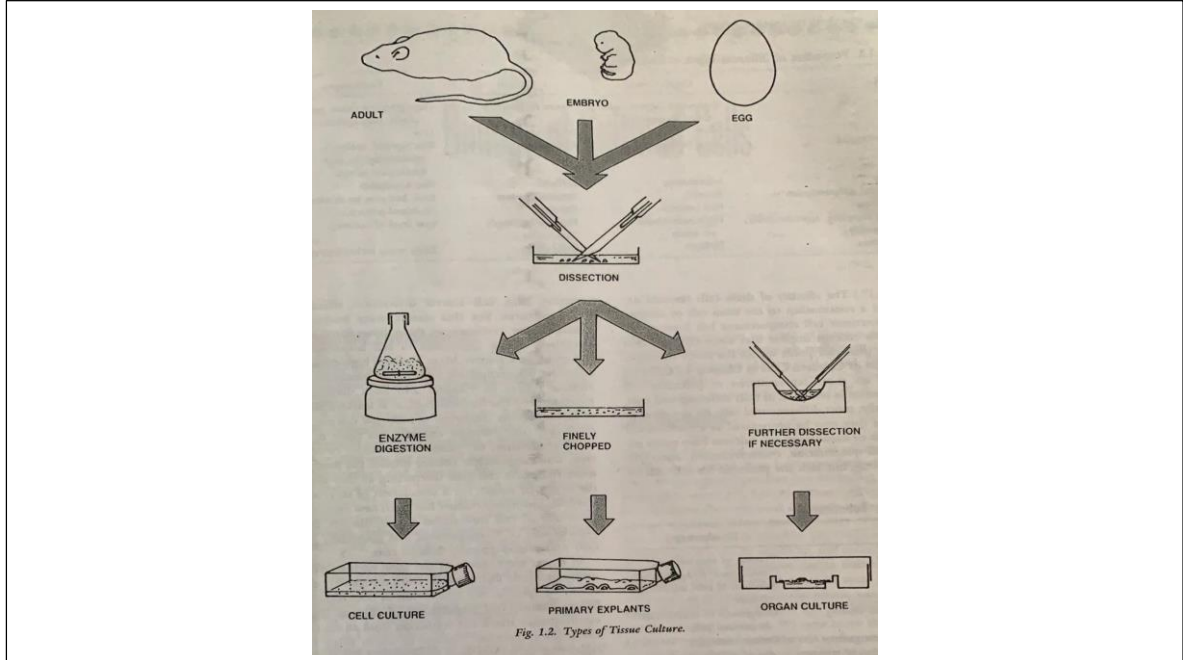 ADULT
EMBRYO
EGG
DISSECTION
ENZYME
DIGESTION
FINELY
CHOPPED
FURTHER DISSECTION
IF NECESSARY
CELL CULTURE
PRIMARY EXPLANTS
ORGAN CULTURE
Fig. 1.2. Types of Tissue Culture.